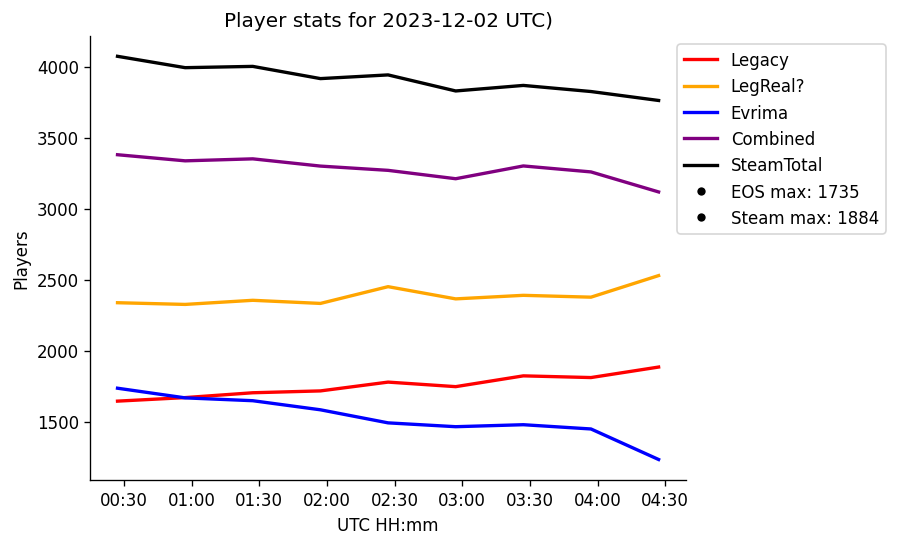 Player stats for 2023-12-02 UTC)
Legacy
LegReal?
Evrima
Combined
SteamTotal
EOS max: 1735
Steam max: 1884
4000
3500
3000
2500
2000
1500
Players
00:30 01:00 01:30 02:00 02:30 03:00 03:30 04:00 04:30
UTC HH:mm